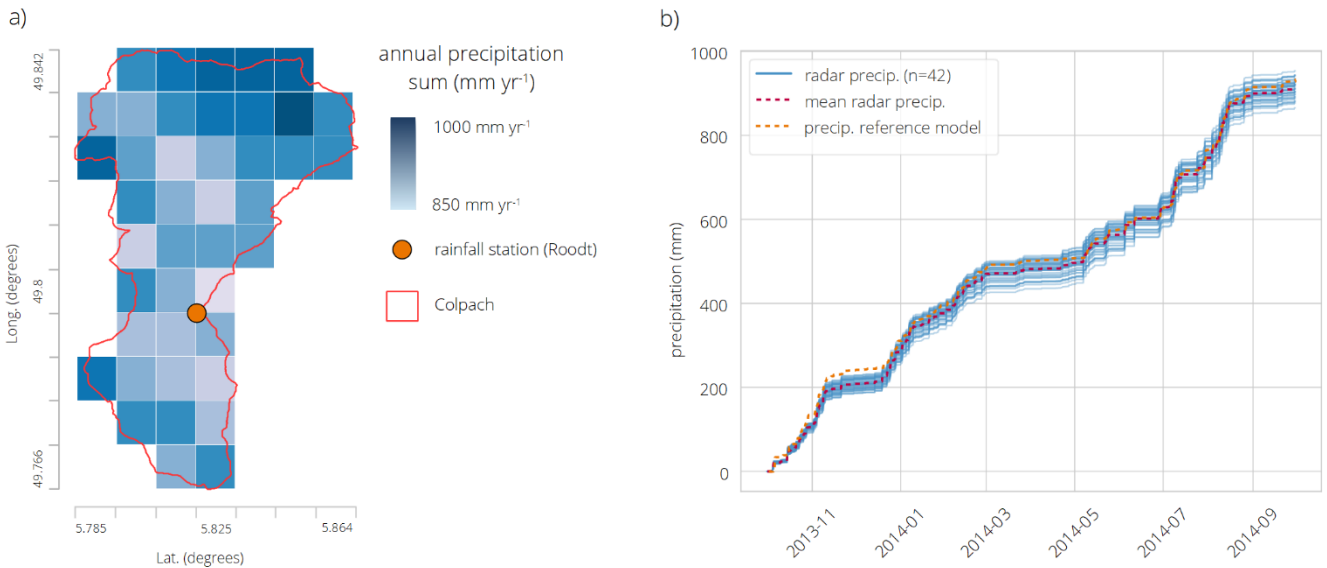 a)
annual precipitation
sum (mm yr⁻¹)
1000 mm yr⁻¹
850 mm yr⁻¹
rainfall station (Roodt)
Colpach
Long, (degrees)
49.842
49.8
49.766
5.785
5.825
5.864
Lat. (degrees)
b)
radar precip. (n=42)
mean radar precip.
precip. reference model
precipitation (mm)
1000
800
600
400
200
0
2013-11
2014-01
2014-03
2014-05
2014-07
2014-09